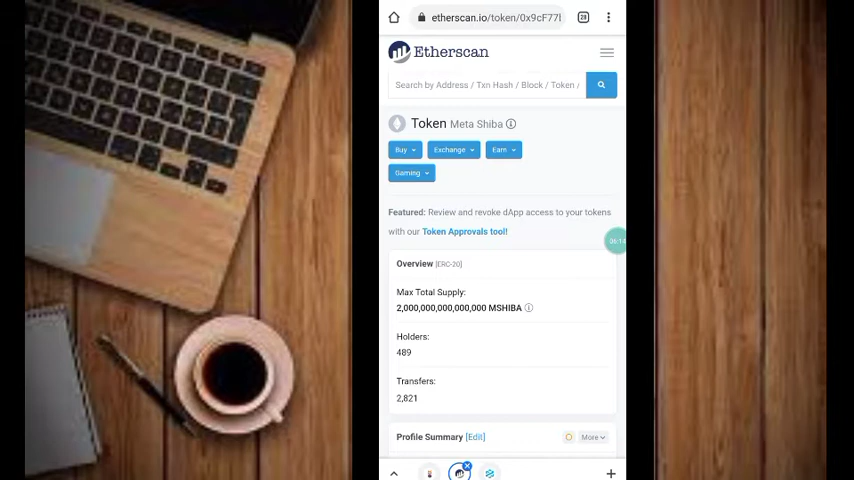 etherscan.io/token/0x9cF77
28
Etherscan
Search by Address / Txn Hash / Block / Token /
Token Meta Shiba
Buy
Exchange
Earn
Gaming
Featured: Review and revoke dApp access to your tokens
with our Token Approvals tool!
Overview [ERC-20]
Max Total Supply:
2,000,000,000,000,000 MSHIBA
Holders:
489
Transfers:
2,821
Profile Summary [Edit]
More